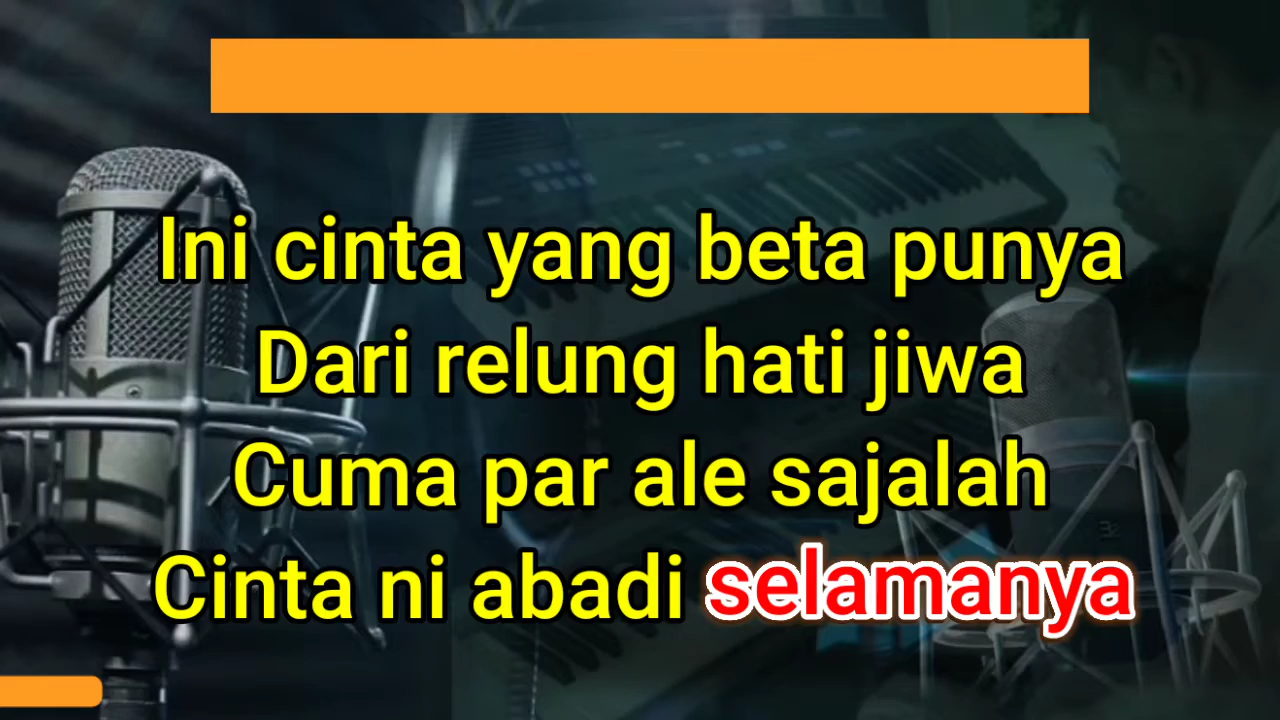 Ini cinta yang beta punya
Dari relung hati jiwa
Cuma par ale sajalah
Cinta ni abadi selamanya